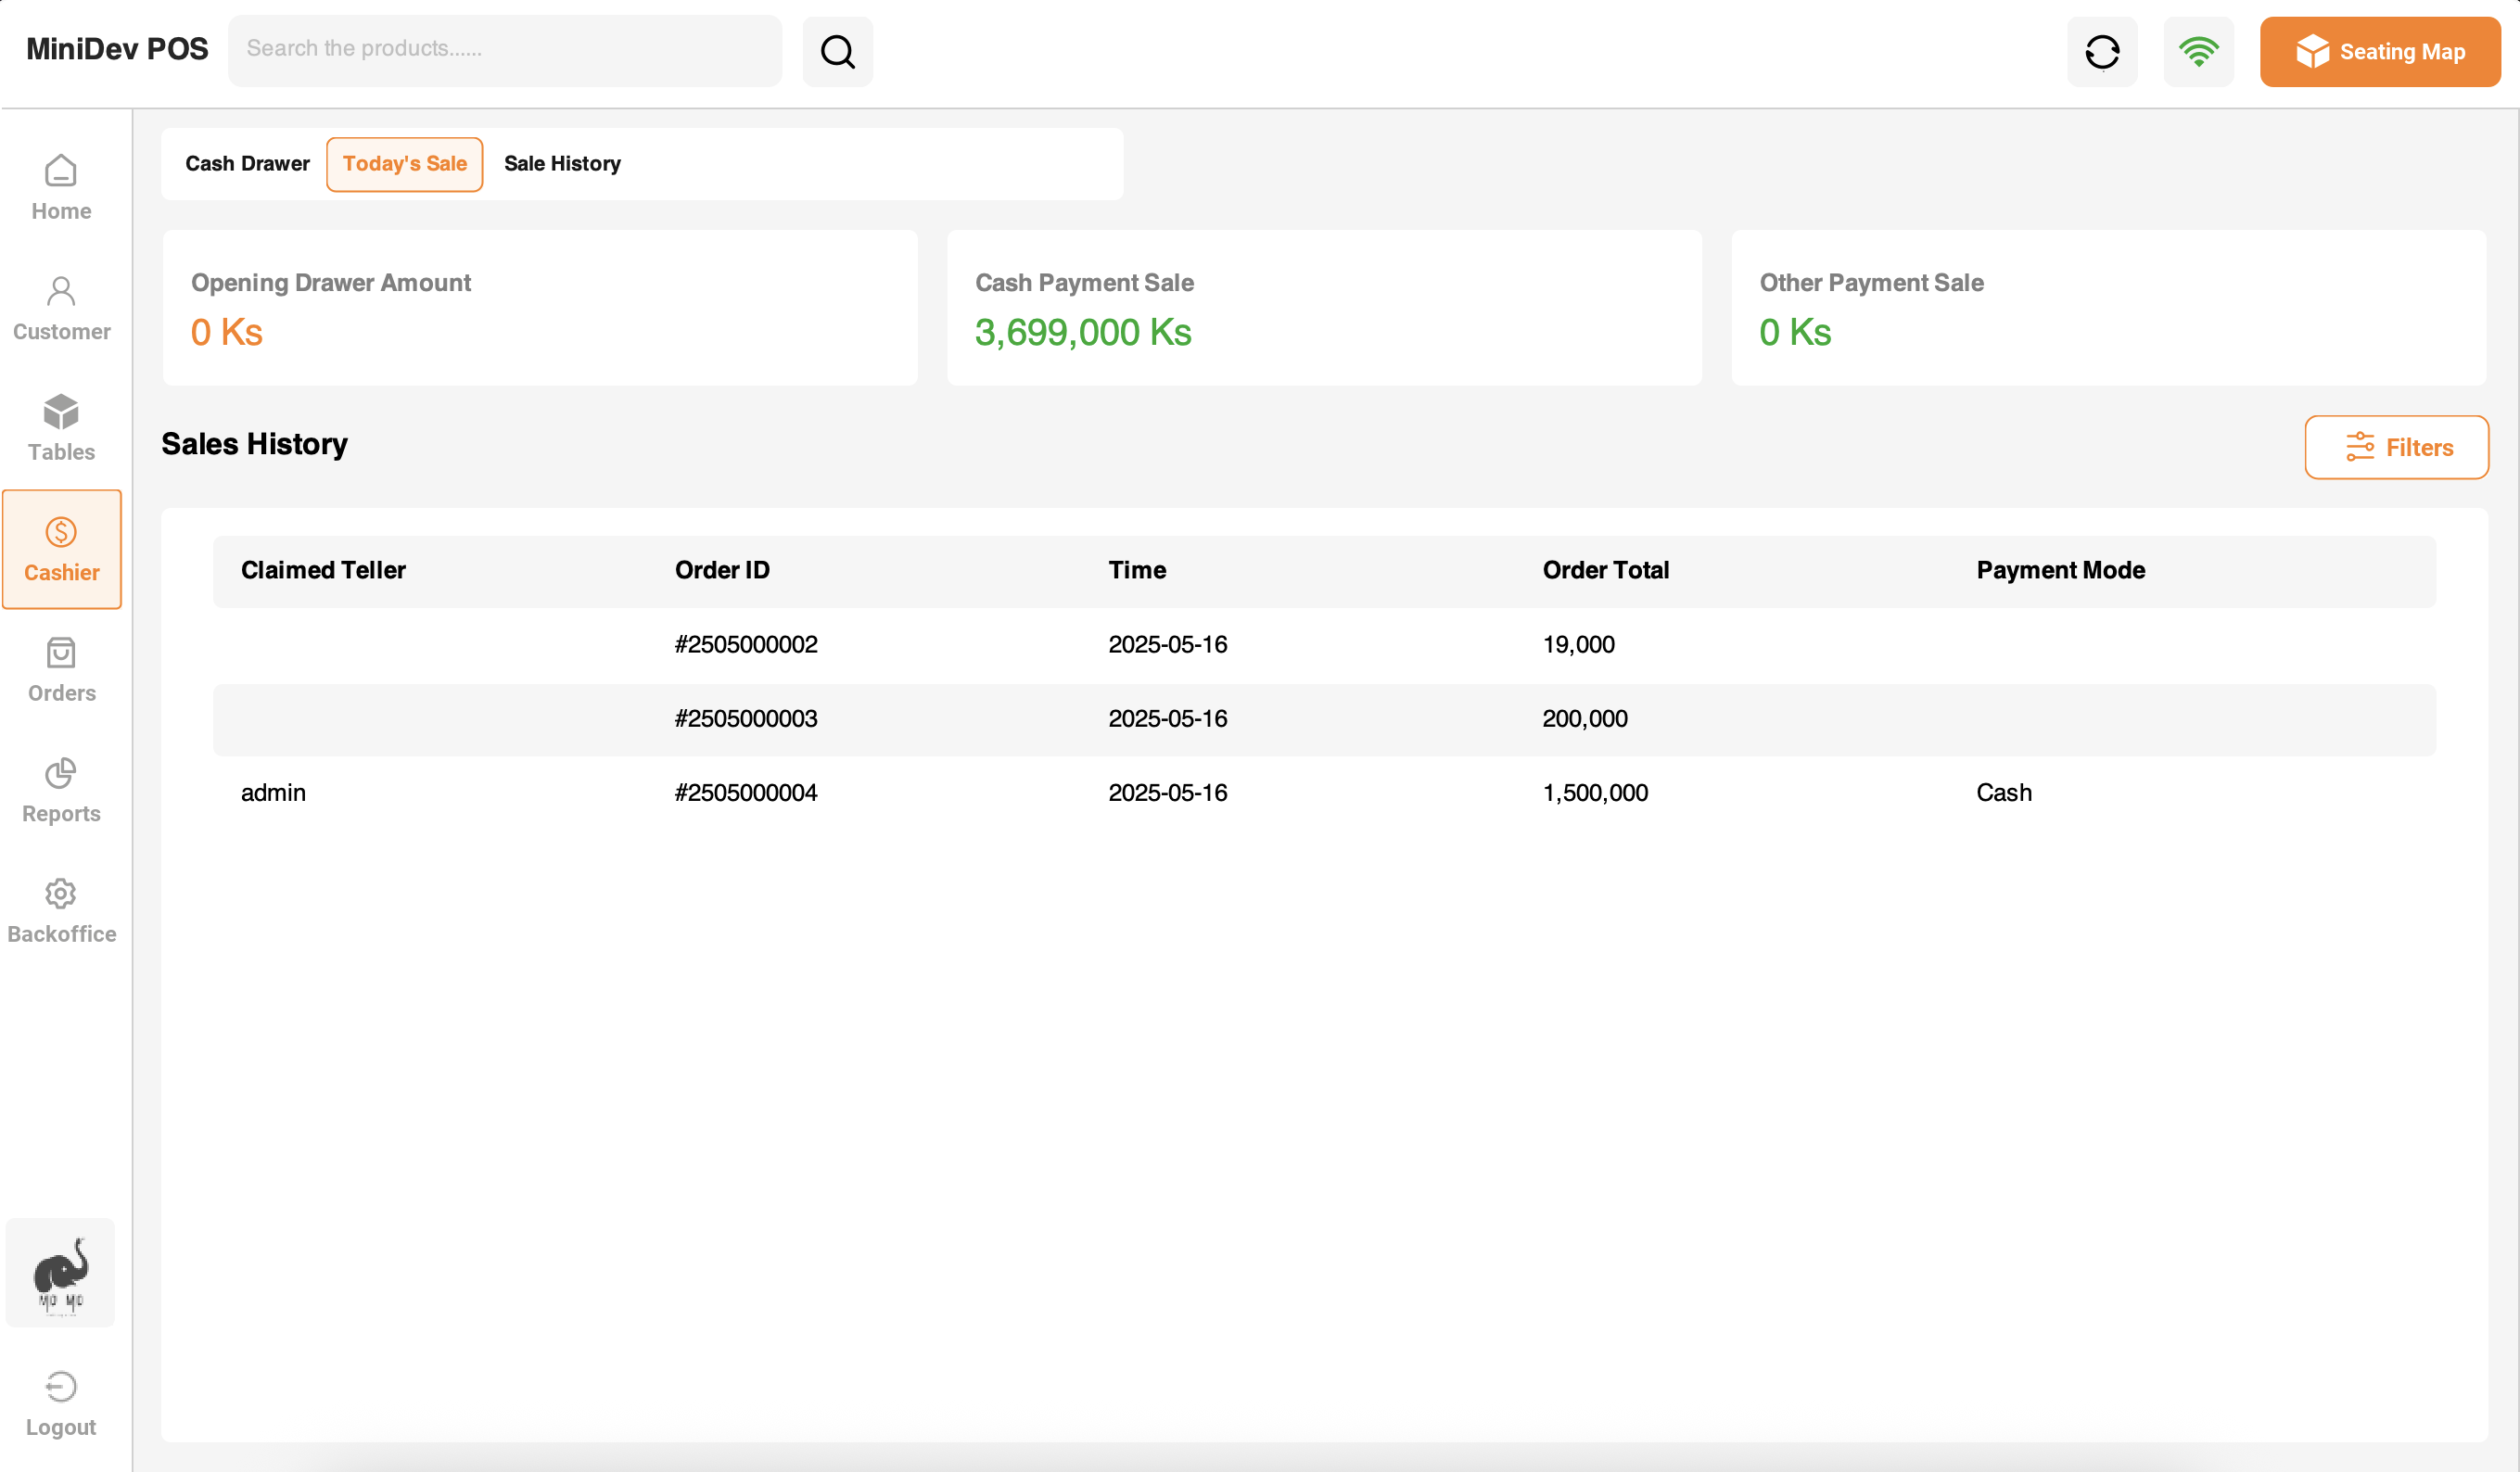 MiniDev POS
Search the products......
Seating Map
Home
Customer
Tables
Cashier
Orders
Reports
Backoffice
Logout
Cash Drawer Today's Sale Sale History
Opening Drawer Amount
0 Ks
Cash Payment Sale
3,699,000 Ks
Other Payment Sale
0 Ks
Sales History
Filters
Claimed Teller Order ID Time Order Total Payment Mode
#2505000002 2025-05-16 19,000
#2505000003 2025-05-16 200,000
admin #2505000004 2025-05-16 1,500,000 Cash